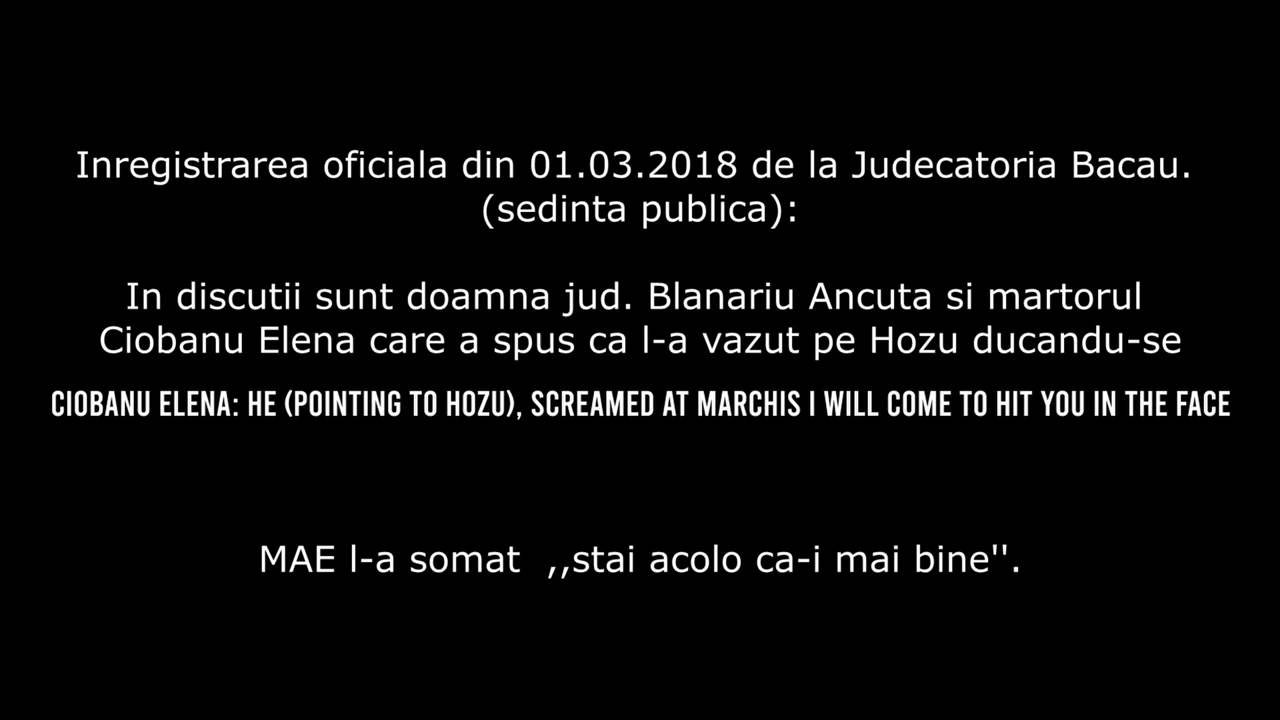 Inregistrarea oficiala din 01.03.2018 de la Judecatoria Bacau.
(sedinta publica):
In discutii sunt doamna jud. Blanariu Ancuta si martorul
Ciobanu Elena care a spus ca l-a vazut pe Hozu ducandu-se
CIOBANU ELENA: HE (POINTING TO HOZU), SCREAMED AT MARCHIS I WILL COME TO HIT YOU IN THE FACE
MAE l-a somat ,,stai acolo ca-i mai bine''.